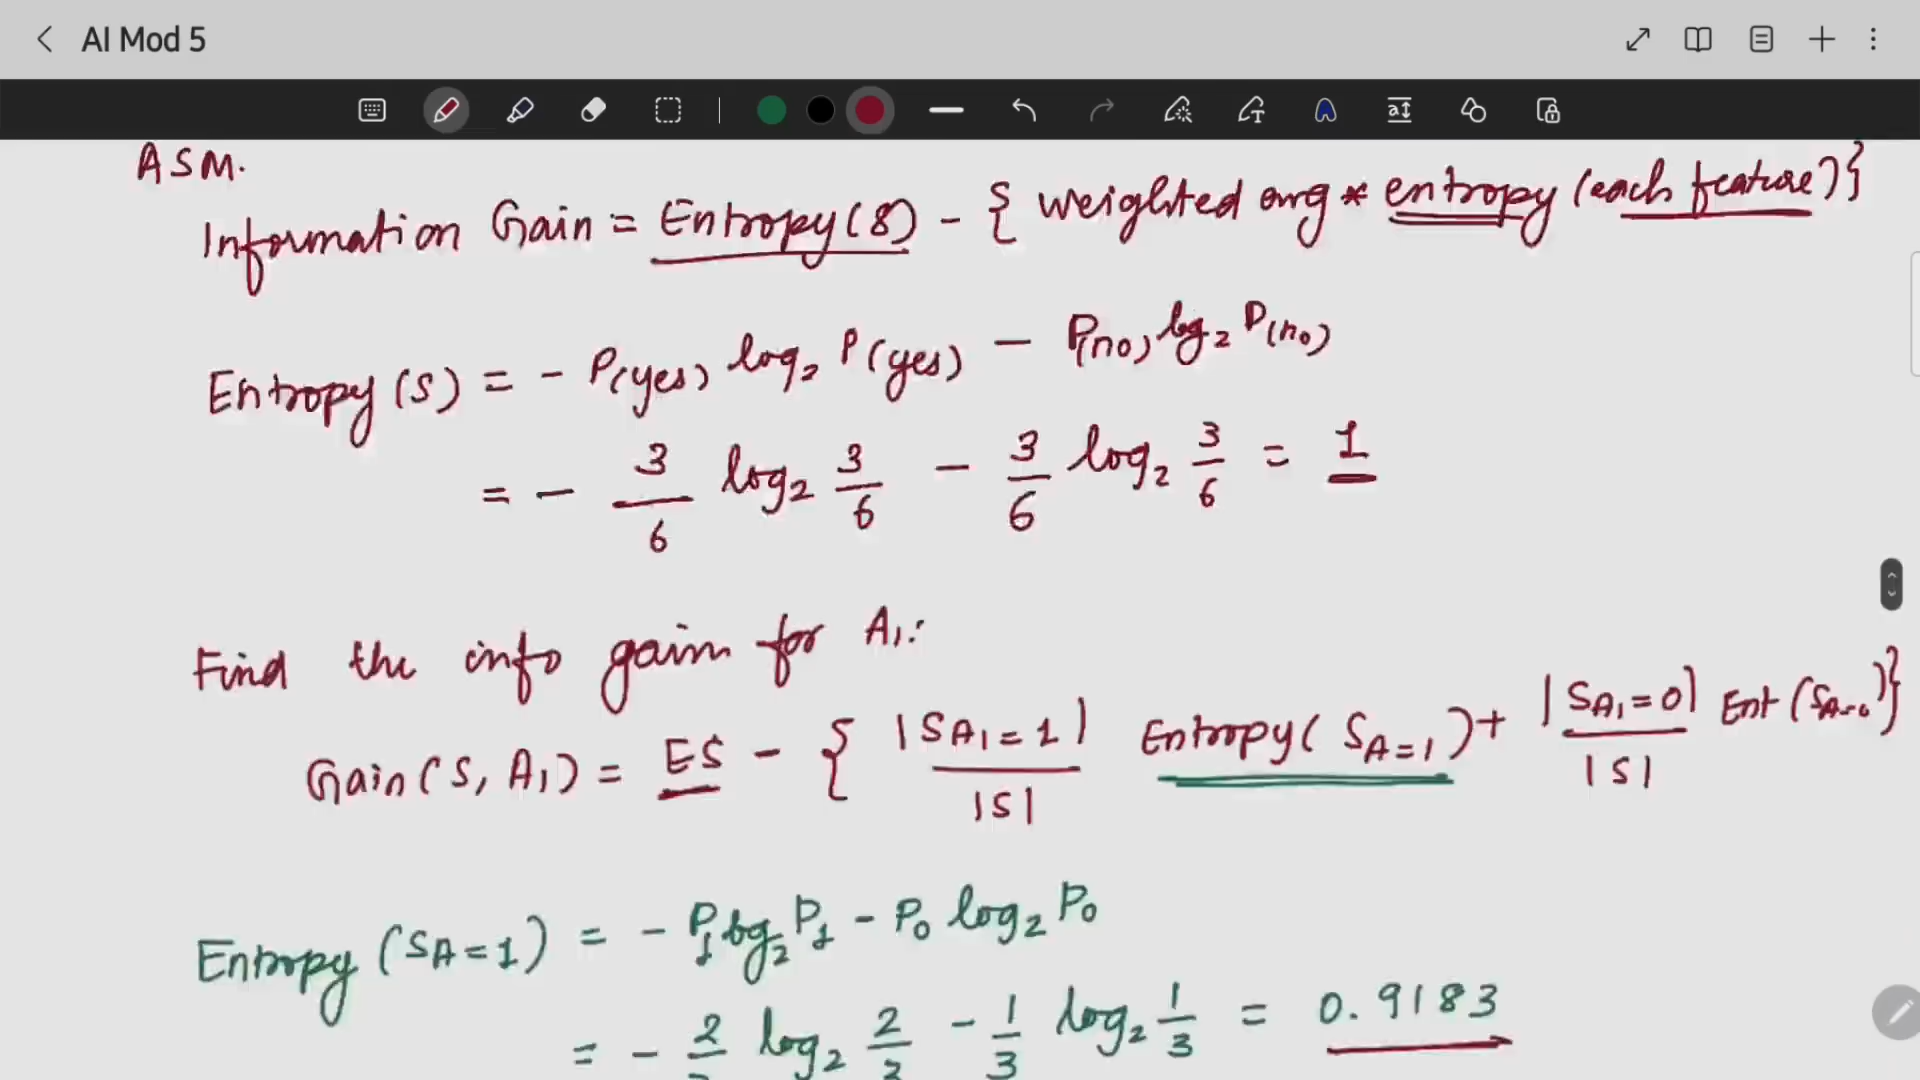 AI Mod 5
ASM.
Information Gain = Entropy(S) - { weighted avg * entropy (each feature)}
Entropy (S) = - P(yes) log₂ P(yes) - P(no) log₂ P(no)
= - 3/6 log₂ 3/6 - 3/6 log₂ 3/6 = 1
Find the info gain for A₁:
Gain(S, A₁) = ES - { |SA₁=1| / |S| Entropy( SA=1 ) + |SA₁=0| / |S| Ent (SA=0)}
Entropy (SA=1) = - P₁ log₂ P₁ - P₀ log₂ P₀
= - 2/3 log₂ 2/3 - 1/3 log₂ 1/3 = 0.9183